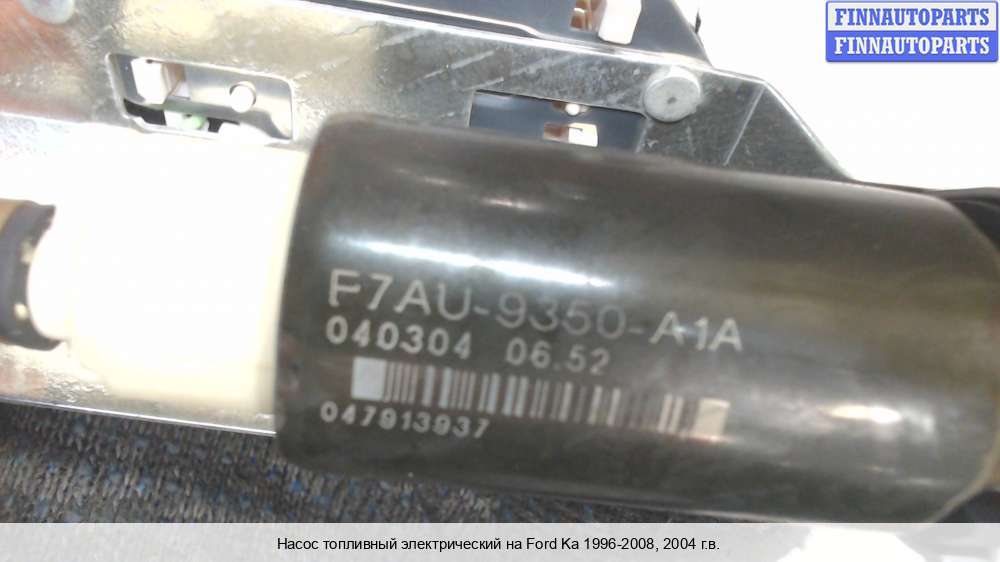 FINNAUTOPARTS
FINNAUTOPARTS
F7AU-9350-A1A
040304 06.52
047913937
Насос топливный электрический на Ford Ka 1996-2008, 2004 г.в.